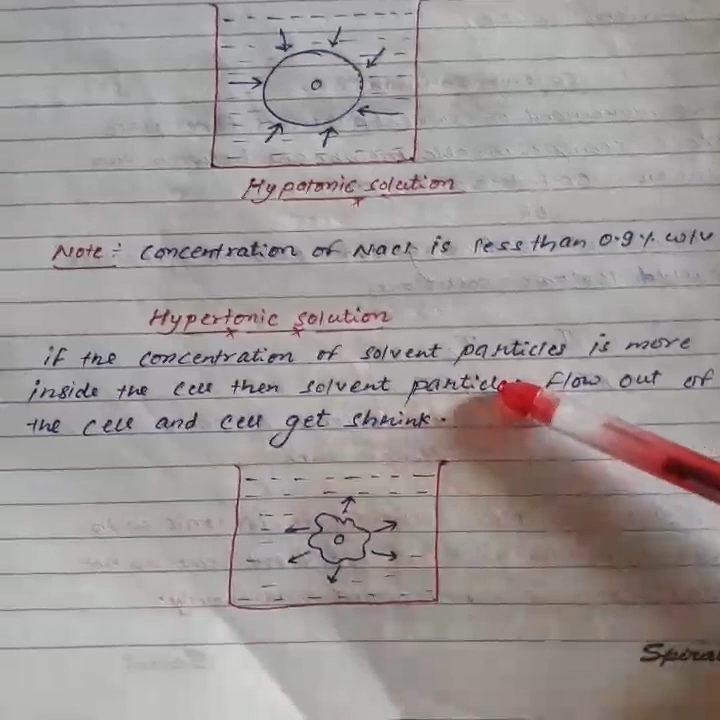 Hypotonic solution
Note : Concentration of NaCl is less than 0.9% w/v
Hypertonic solution
if the concentration of solvent particles is more
inside the cell then solvent flow out of
the cell and cell get shrink.
Spiral